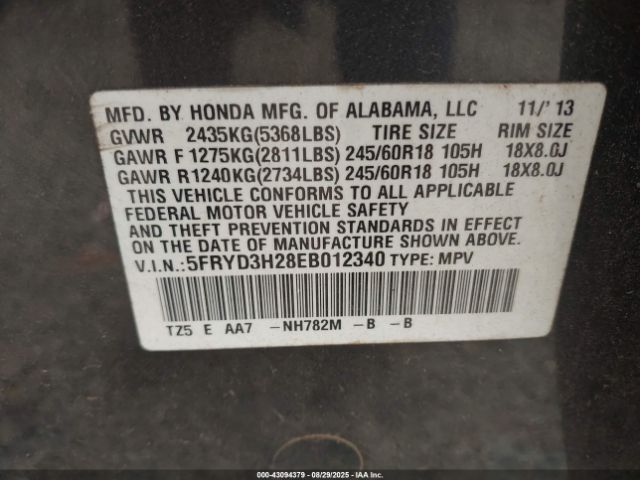 MFD. BY HONDA MFG. OF ALABAMA, LLC 11/' 13
GVWR 2435KG(5368LBS) TIRE SIZE RIM SIZE
GAWR F 1275KG(2811LBS) 245/60R18 105H 18X8.0J
GAWR R 1240KG(2734LBS) 245/60R18 105H 18X8.0J
THIS VEHICLE CONFORMS TO ALL APPLICABLE
FEDERAL MOTOR VEHICLE SAFETY
AND THEFT PREVENTION STANDARDS IN EFFECT
ON THE DATE OF MANUFACTURE SHOWN ABOVE.
V.I.N.:5FRYD3H28EB012340 TYPE: MPV
TZ5 E AA7 -NH782M -B -B
000-43094379 - 08/29/2025 - IAA, INC.